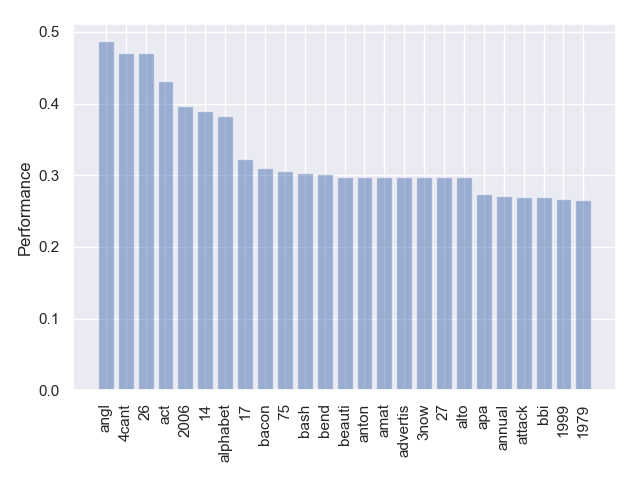 0.5
0.4
0.3
0.2
0.1
0.0
Performance
angl
4cant
26
act
2006
14
alphabet
17
bacon
75
bash
bend
beauti
anton
amat
advertis
3now
27
alto
apa
annual
attack
bbi
1999
1979